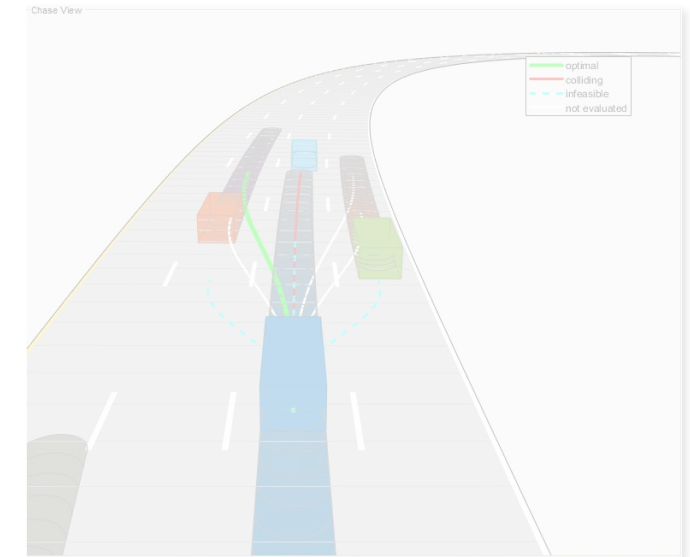 Chase View
optimal
colliding
infeasible
not evaluated